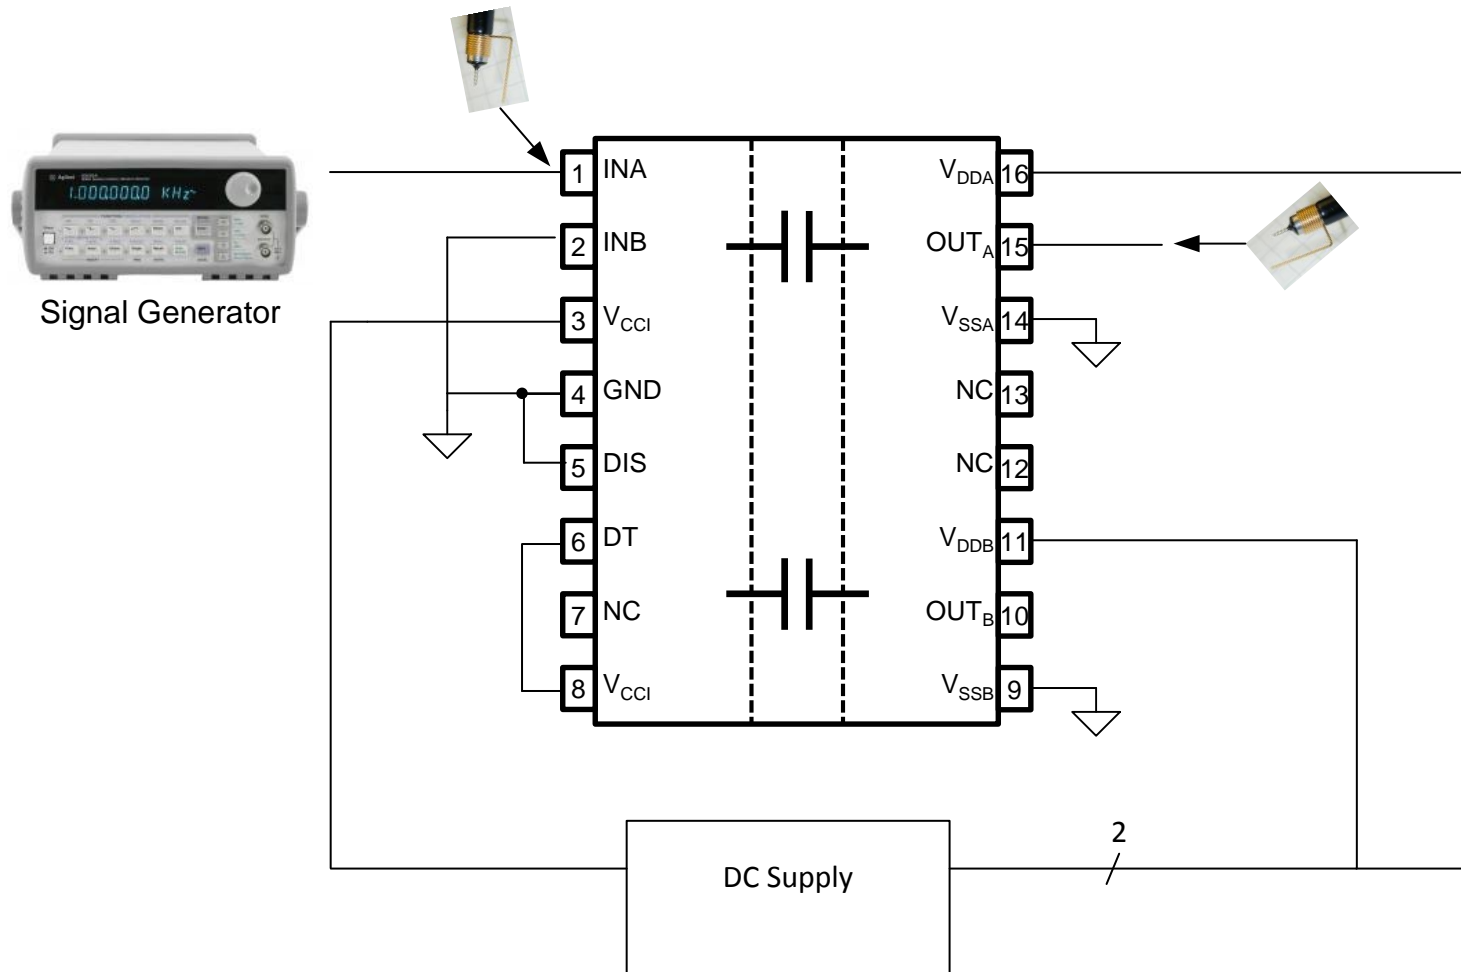 Agilent
1.000,000,0 KHz~
Signal Generator
1 INA
2 INB
3 VCCI
4 GND
5 DIS
6 DT
7 NC
8 VCCI
VDDA 16
OUTA 15
VSSA 14
NC 13
NC 12
VDDB 11
OUTB 10
VSSB 9
DC Supply
2